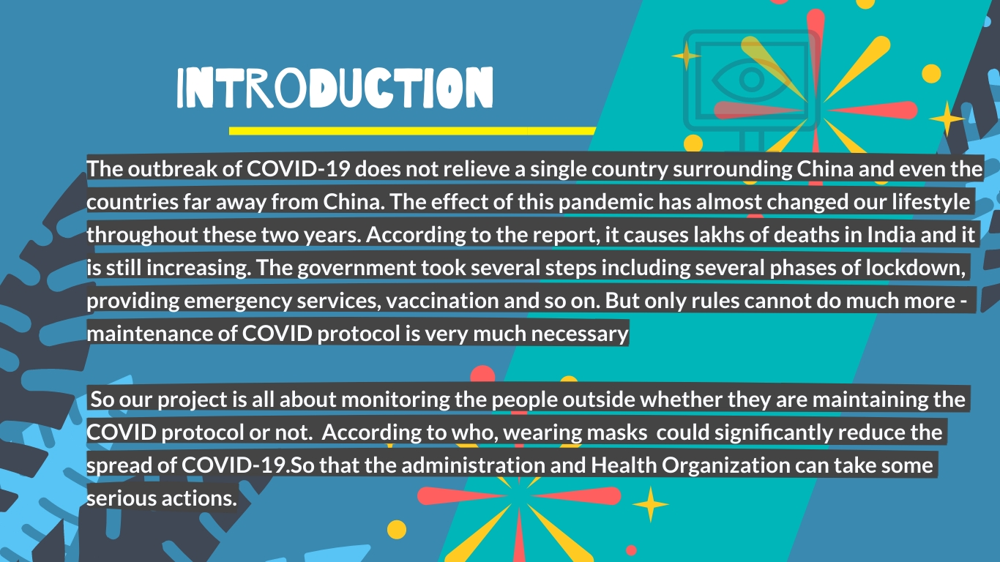 INTRODUCTION
The outbreak of COVID-19 does not relieve a single country surrounding China and even the
countries far away from China. The effect of this pandemic has almost changed our lifestyle
throughout these two years. According to the report, it causes lakhs of deaths in India and it
is still increasing. The government took several steps including several phases of lockdown,
providing emergency services, vaccination and so on. But only rules cannot do much more -
maintenance of COVID protocol is very much necessary
So our project is all about monitoring the people outside whether they are maintaining the
COVID protocol or not.  According to who, wearing masks  could significantly reduce the
spread of COVID-19.So that the administration and Health Organization can take some
serious actions.